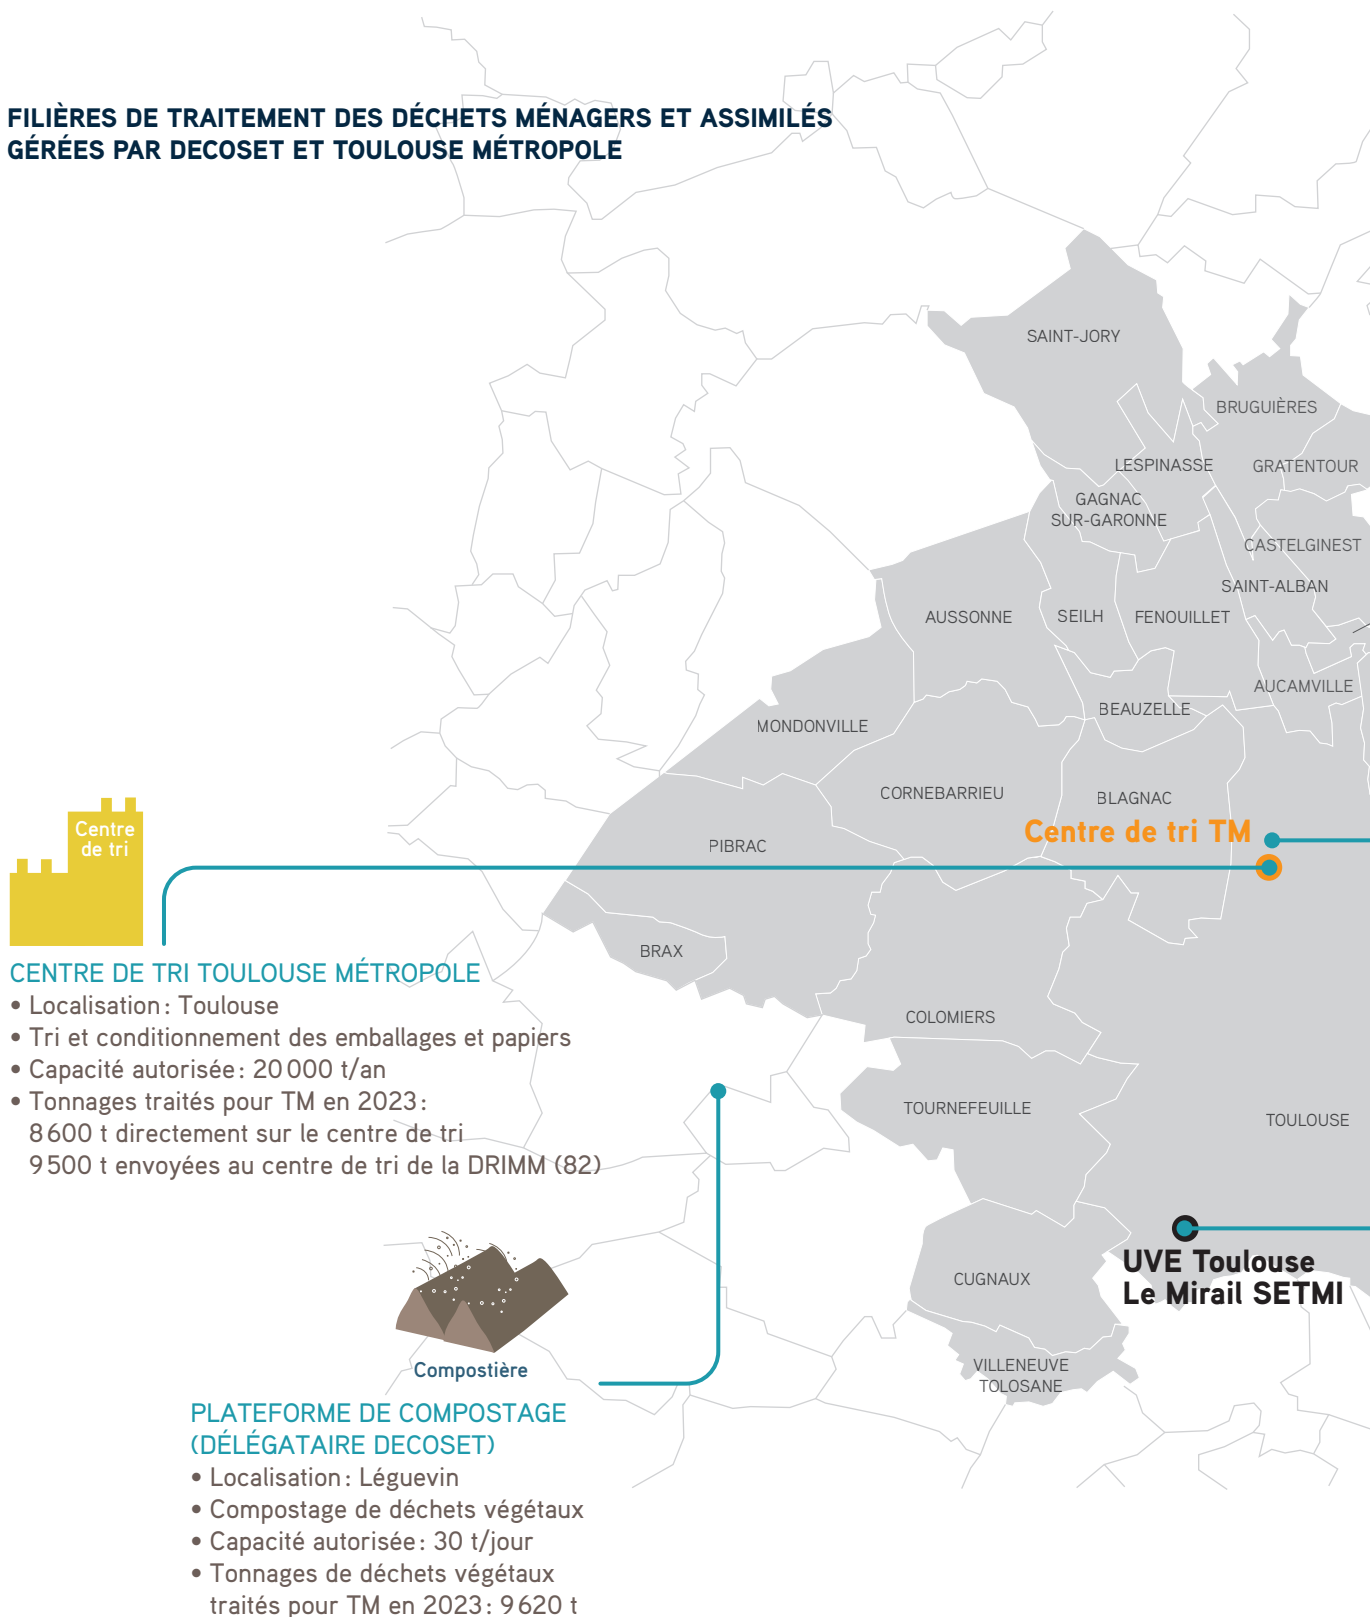 FILIÈRES DE TRAITEMENT DES DÉCHETS MÉNAGERS ET ASSIMILÉS
GÉRÉES PAR DECOSET ET TOULOUSE MÉTROPOLE
SAINT-JORY
BRUGUIÈRES
LESPINASSE
GRATENTOUR
GAGNAC
SUR-GARONNE
CASTELGINEST
SAINT-ALBAN
AUSSONNE
SEILH
FENOUILLET
AUCAMVILLE
BEAUZELLE
MONDONVILLE
CORNEBARRIEU
BLAGNAC
Centre de tri TM
PIBRAC
BRAX
COLOMIERS
TOURNEFEUILLE
TOULOUSE
UVE Toulouse
Le Mirail SETMI
CUGNAUX
VILLENEUVE
TOLOSANE
Centre
de tri
CENTRE DE TRI TOULOUSE MÉTROPOLE
• Localisation : Toulouse
• Tri et conditionnement des emballages et papiers
• Capacité autorisée : 20 000 t/an
• Tonnages traités pour TM en 2023 :
8 600 t directement sur le centre de tri
9 500 t envoyées au centre de tri de la DRIMM (82)
Compostière
PLATEFORME DE COMPOSTAGE
(DÉLÉGATAIRE DECOSET)
• Localisation : Léguevin
• Compostage de déchets végétaux
• Capacité autorisée : 30 t/jour
• Tonnages de déchets végétaux
traités pour TM en 2023 : 9 620 t